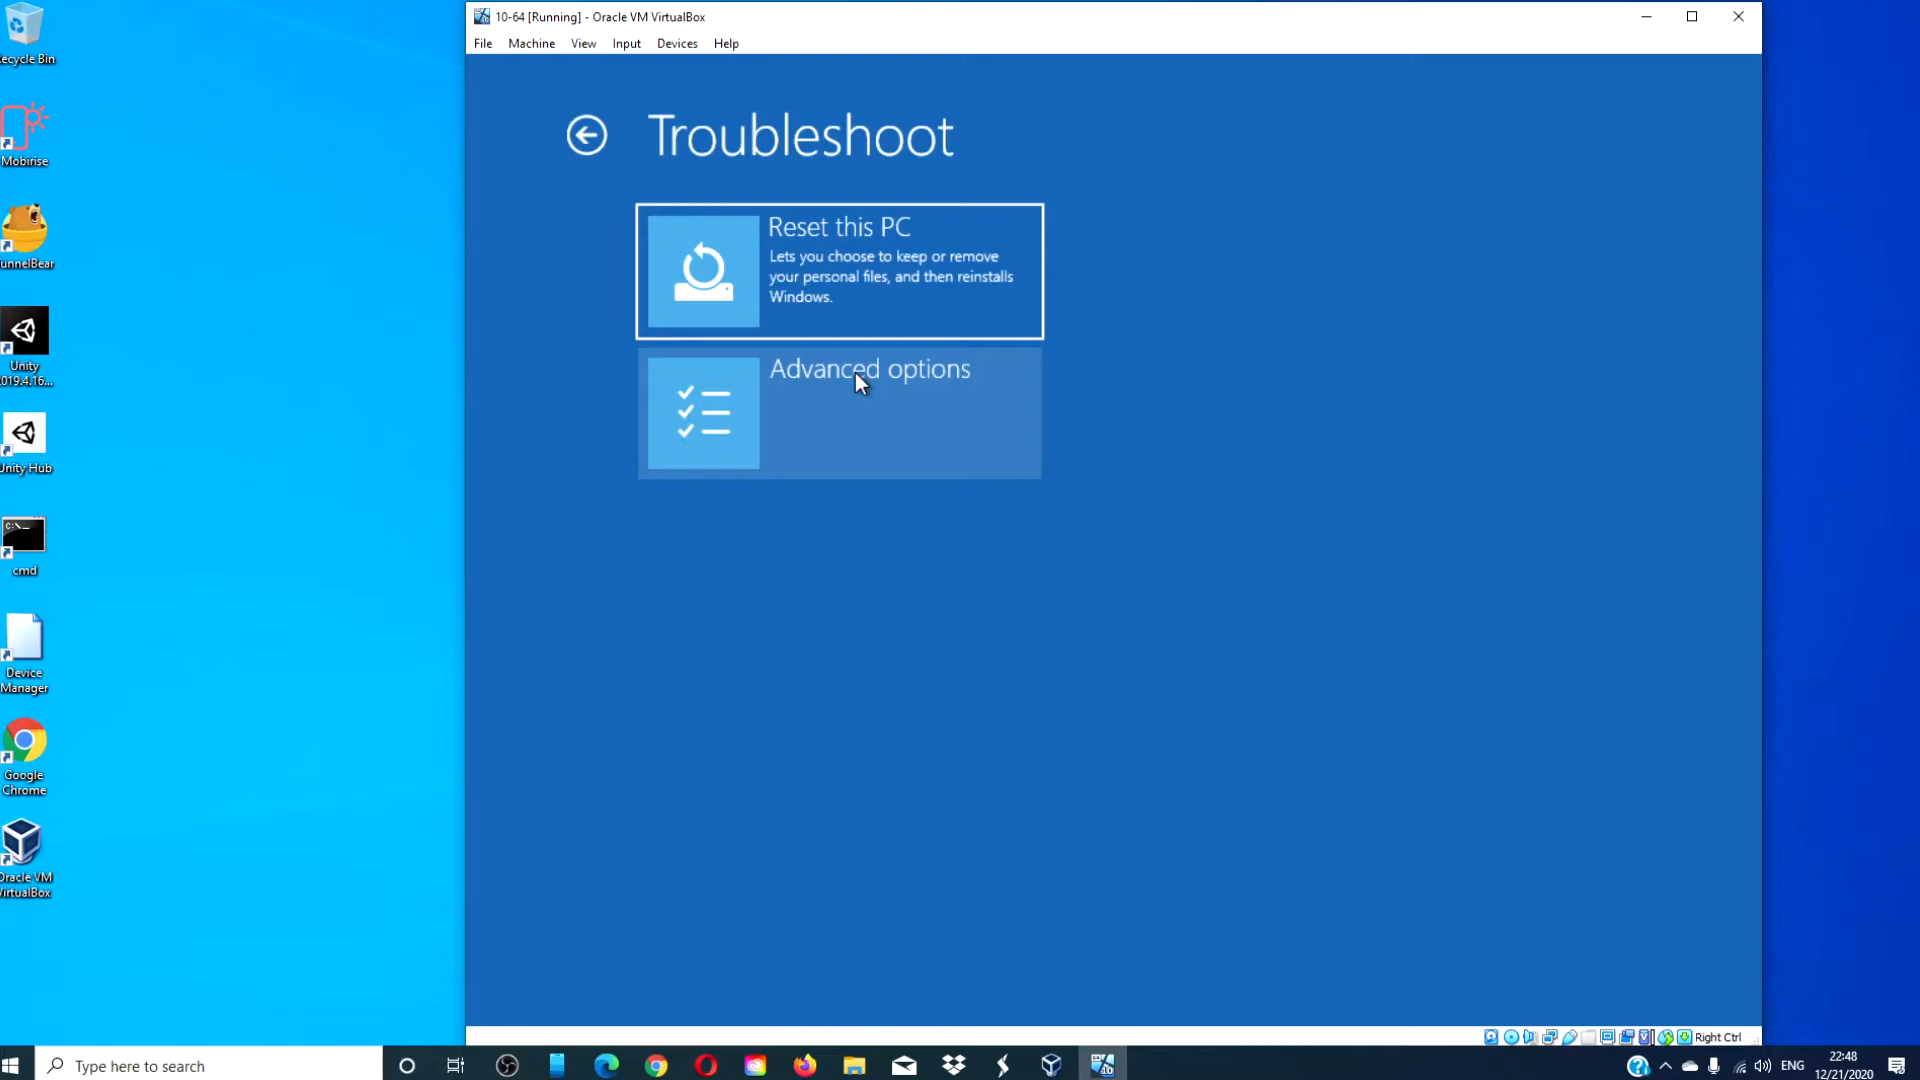 10-64 [Running] - Oracle VM VirtualBox
File Machine View Input Devices Help
Troubleshoot
Reset this PC
Lets you choose to keep or remove
your personal files, and then reinstalls
Windows.
Advanced options
ecycle Bin
Mobirise
unnelBear
Unity
2019.4.16...
Unity Hub
C:\_
cmd
Device
Manager
Google
Chrome
Oracle VM
VirtualBox
Right Ctrl
Type here to search
ENG
22:48
12/21/2020